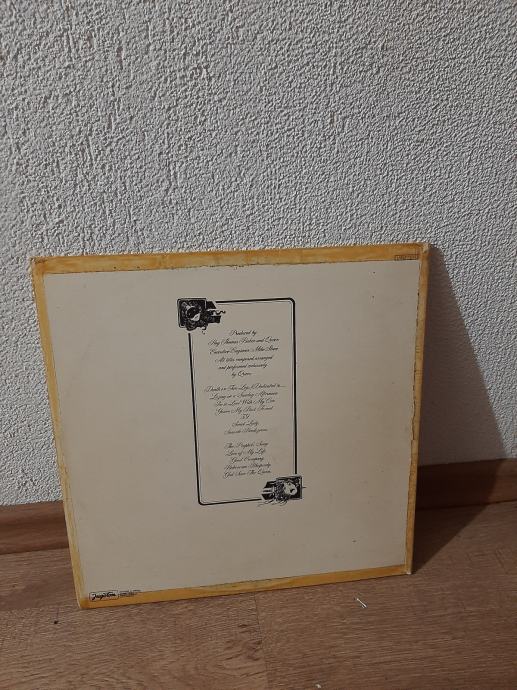 Produced by
Roy Thomas Baker and Queen
Executive Engineer: Mike Stone
All titles composed, arranged
and performed exclusively
by Queen.
Death on Two Legs (Dedicated to......
Lazing on a Sunday Afternoon
I'm in Love With My Car
You're My Best Friend
'39
Sweet Lady
Seaside Rendezvous
The Prophet's Song
Love of My Life
Good Company
Bohemian Rhapsody
God Save The Queen
jugoton